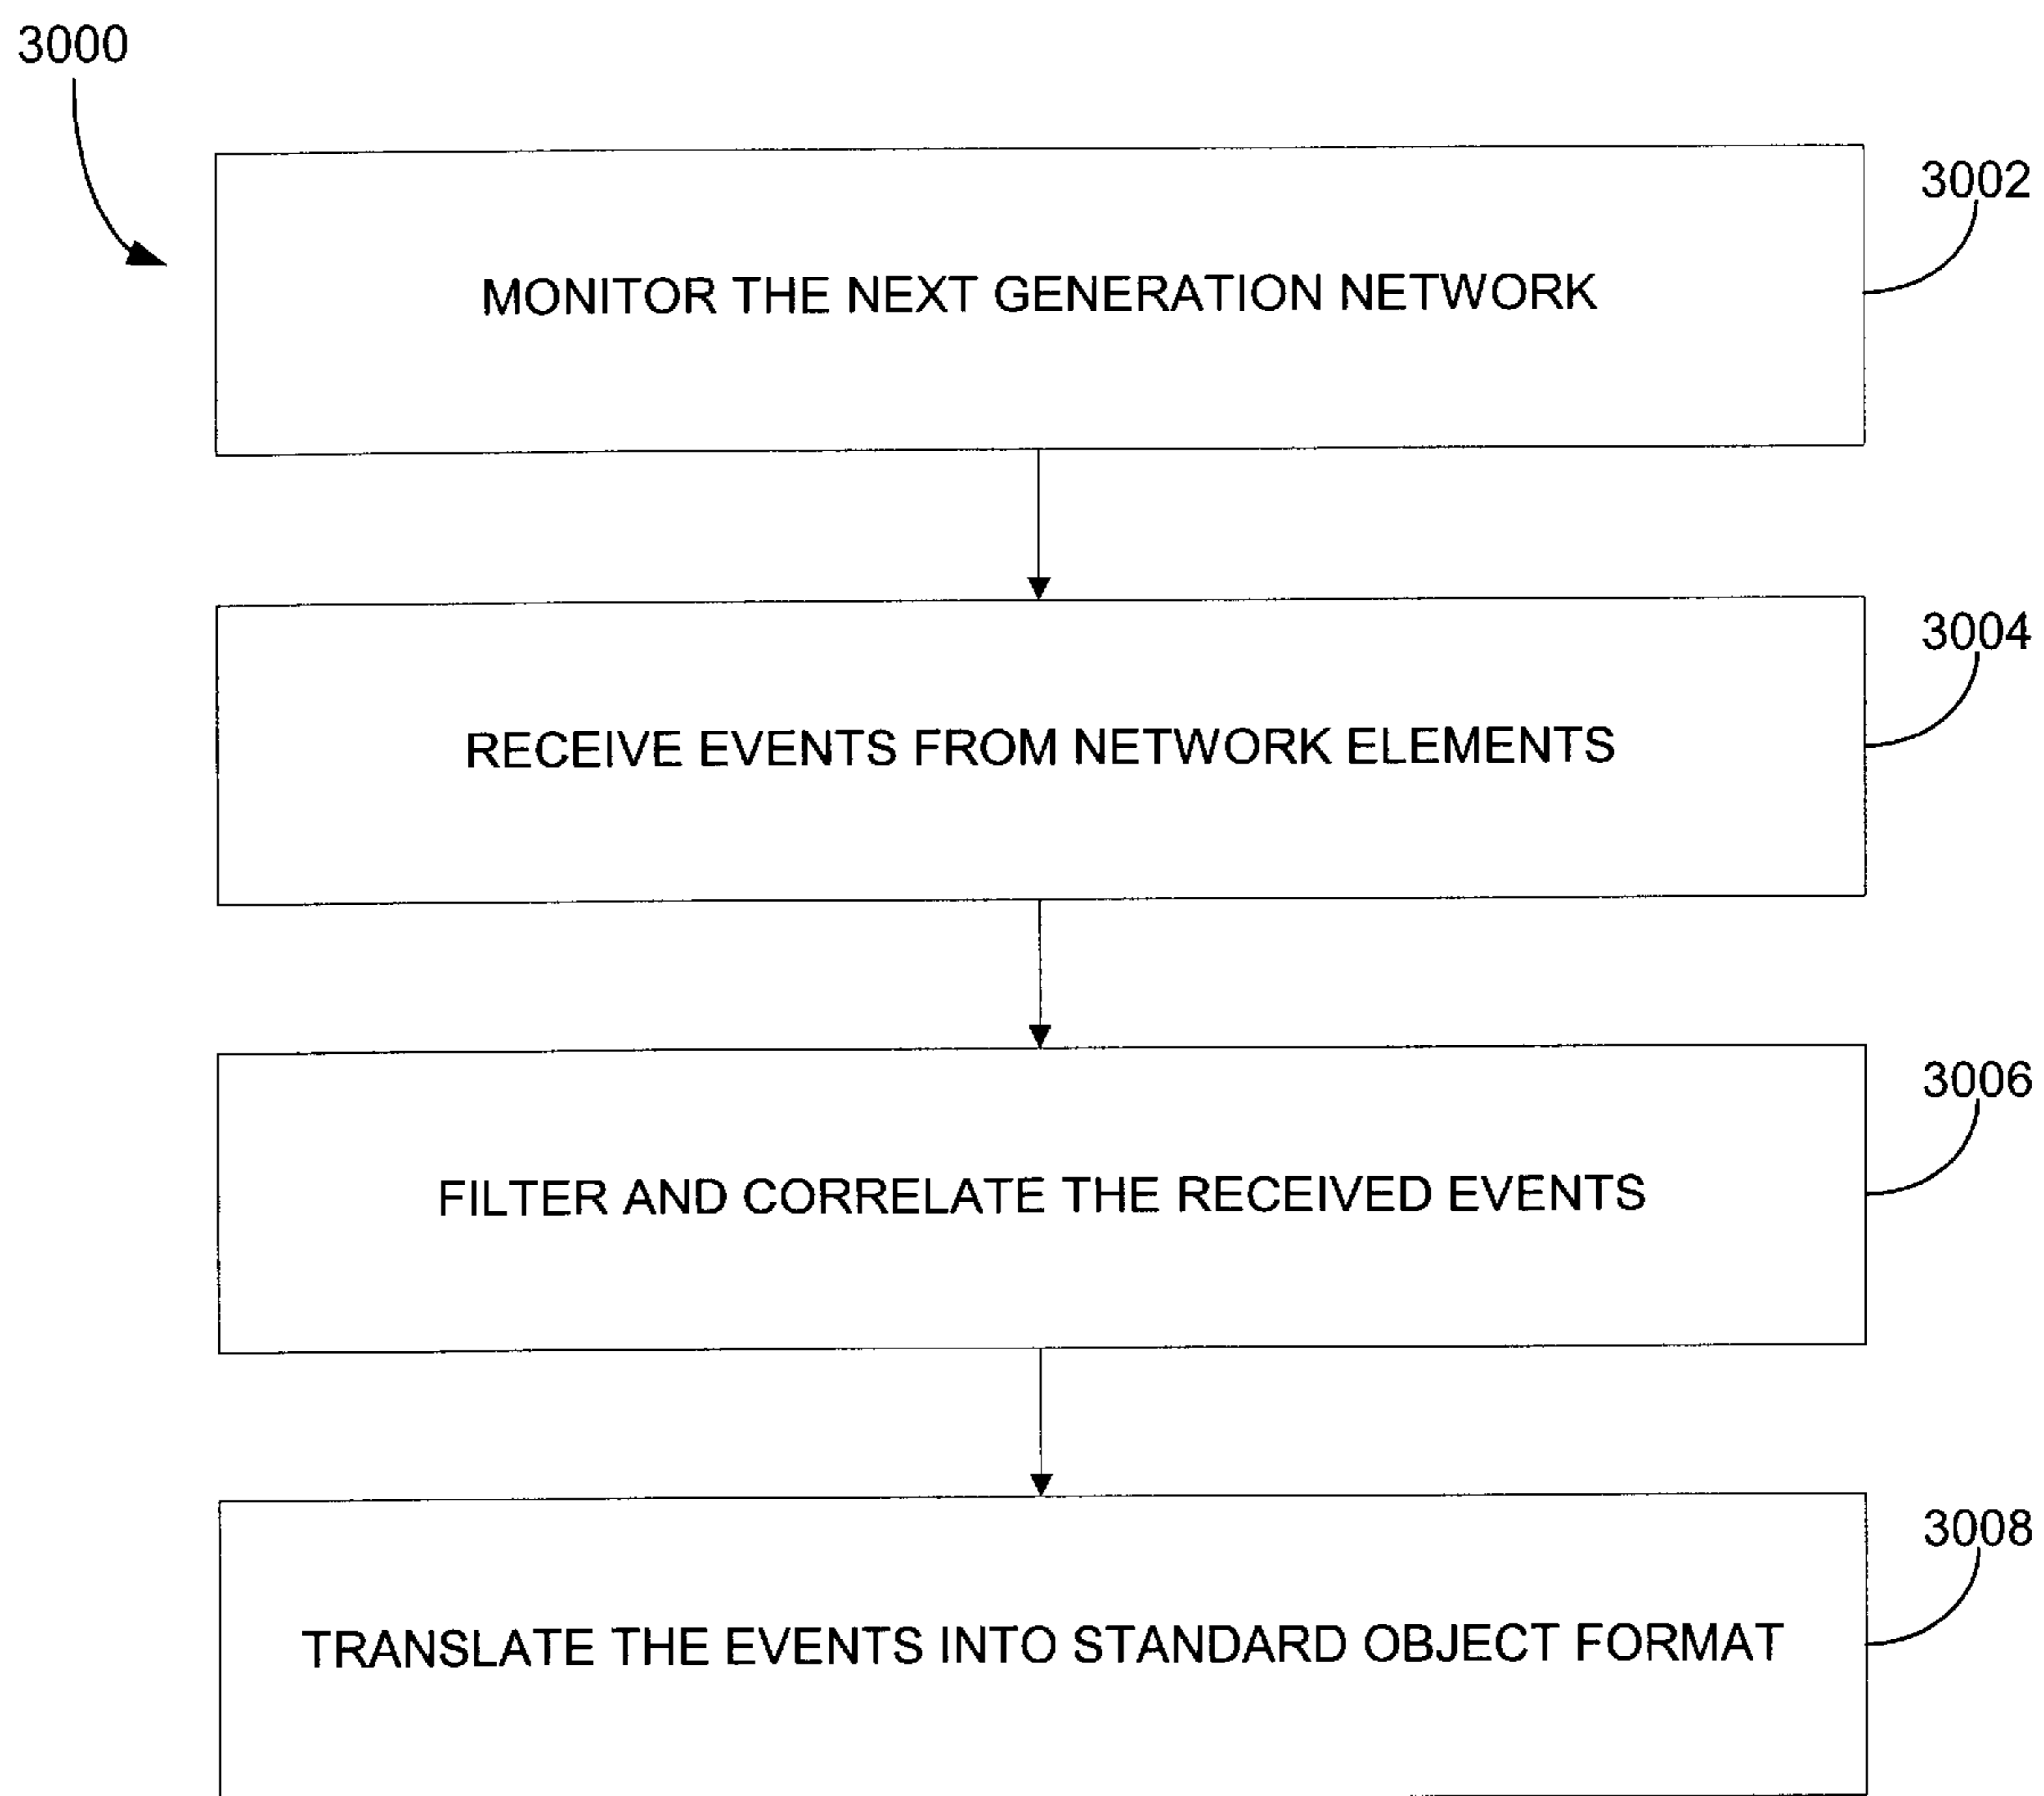 3000
3002
MONITOR THE NEXT GENERATION NETWORK
3004
RECEIVE EVENTS FROM NETWORK ELEMENTS
3006
FILTER AND CORRELATE THE RECEIVED EVENTS
3008
TRANSLATE THE EVENTS INTO STANDARD OBJECT FORMAT